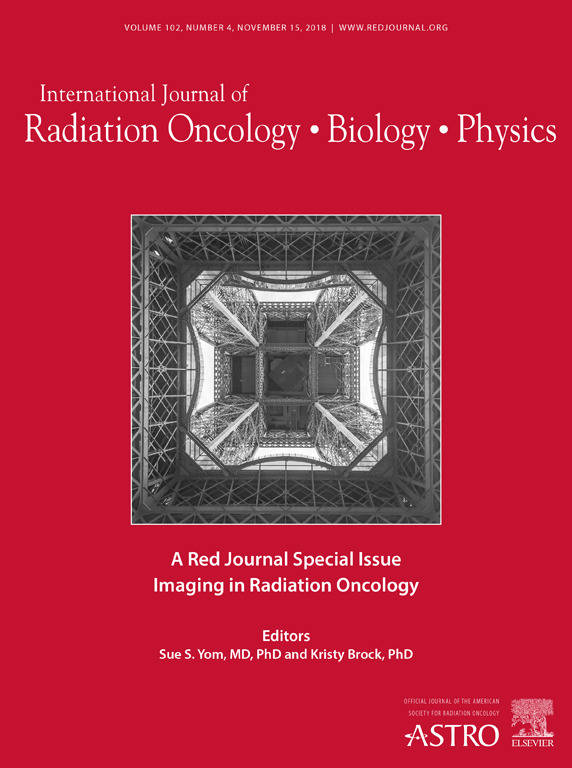 VOLUME 102, NUMBER 4, NOVEMBER 15, 2018 | WWW.REDJOURNAL.ORG
International Journal of
Radiation Oncology • Biology • Physics
A Red Journal Special Issue
Imaging in Radiation Oncology
Editors
Sue S. Yom, MD, PhD and Kristy Brock, PhD
OFFICIAL JOURNAL OF THE AMERICAN
SOCIETY FOR RADIATION ONCOLOGY
ASTRO
ELSEVIER